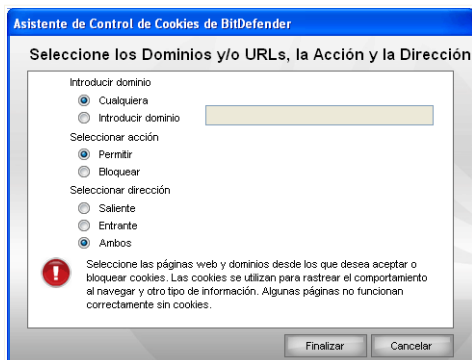 Asistente de Control de Cookies de BitDefender
Seleccione los Dominios y/o URLs, la Acción y la Dirección
Introducir dominio
Cualquiera
Introducir dominio
Seleccionar acción
Permitir
Bloquear
Seleccionar dirección
Saliente
Entrante
Ambos
Seleccione las páginas web y dominios desde los que desea aceptar o
bloquear cookies. Las cookies se utilizan para rastrear el comportamiento
al navegar y otro tipo de información. Algunas páginas no funcionan
correctamente sin cookies.
Finalizar Cancelar